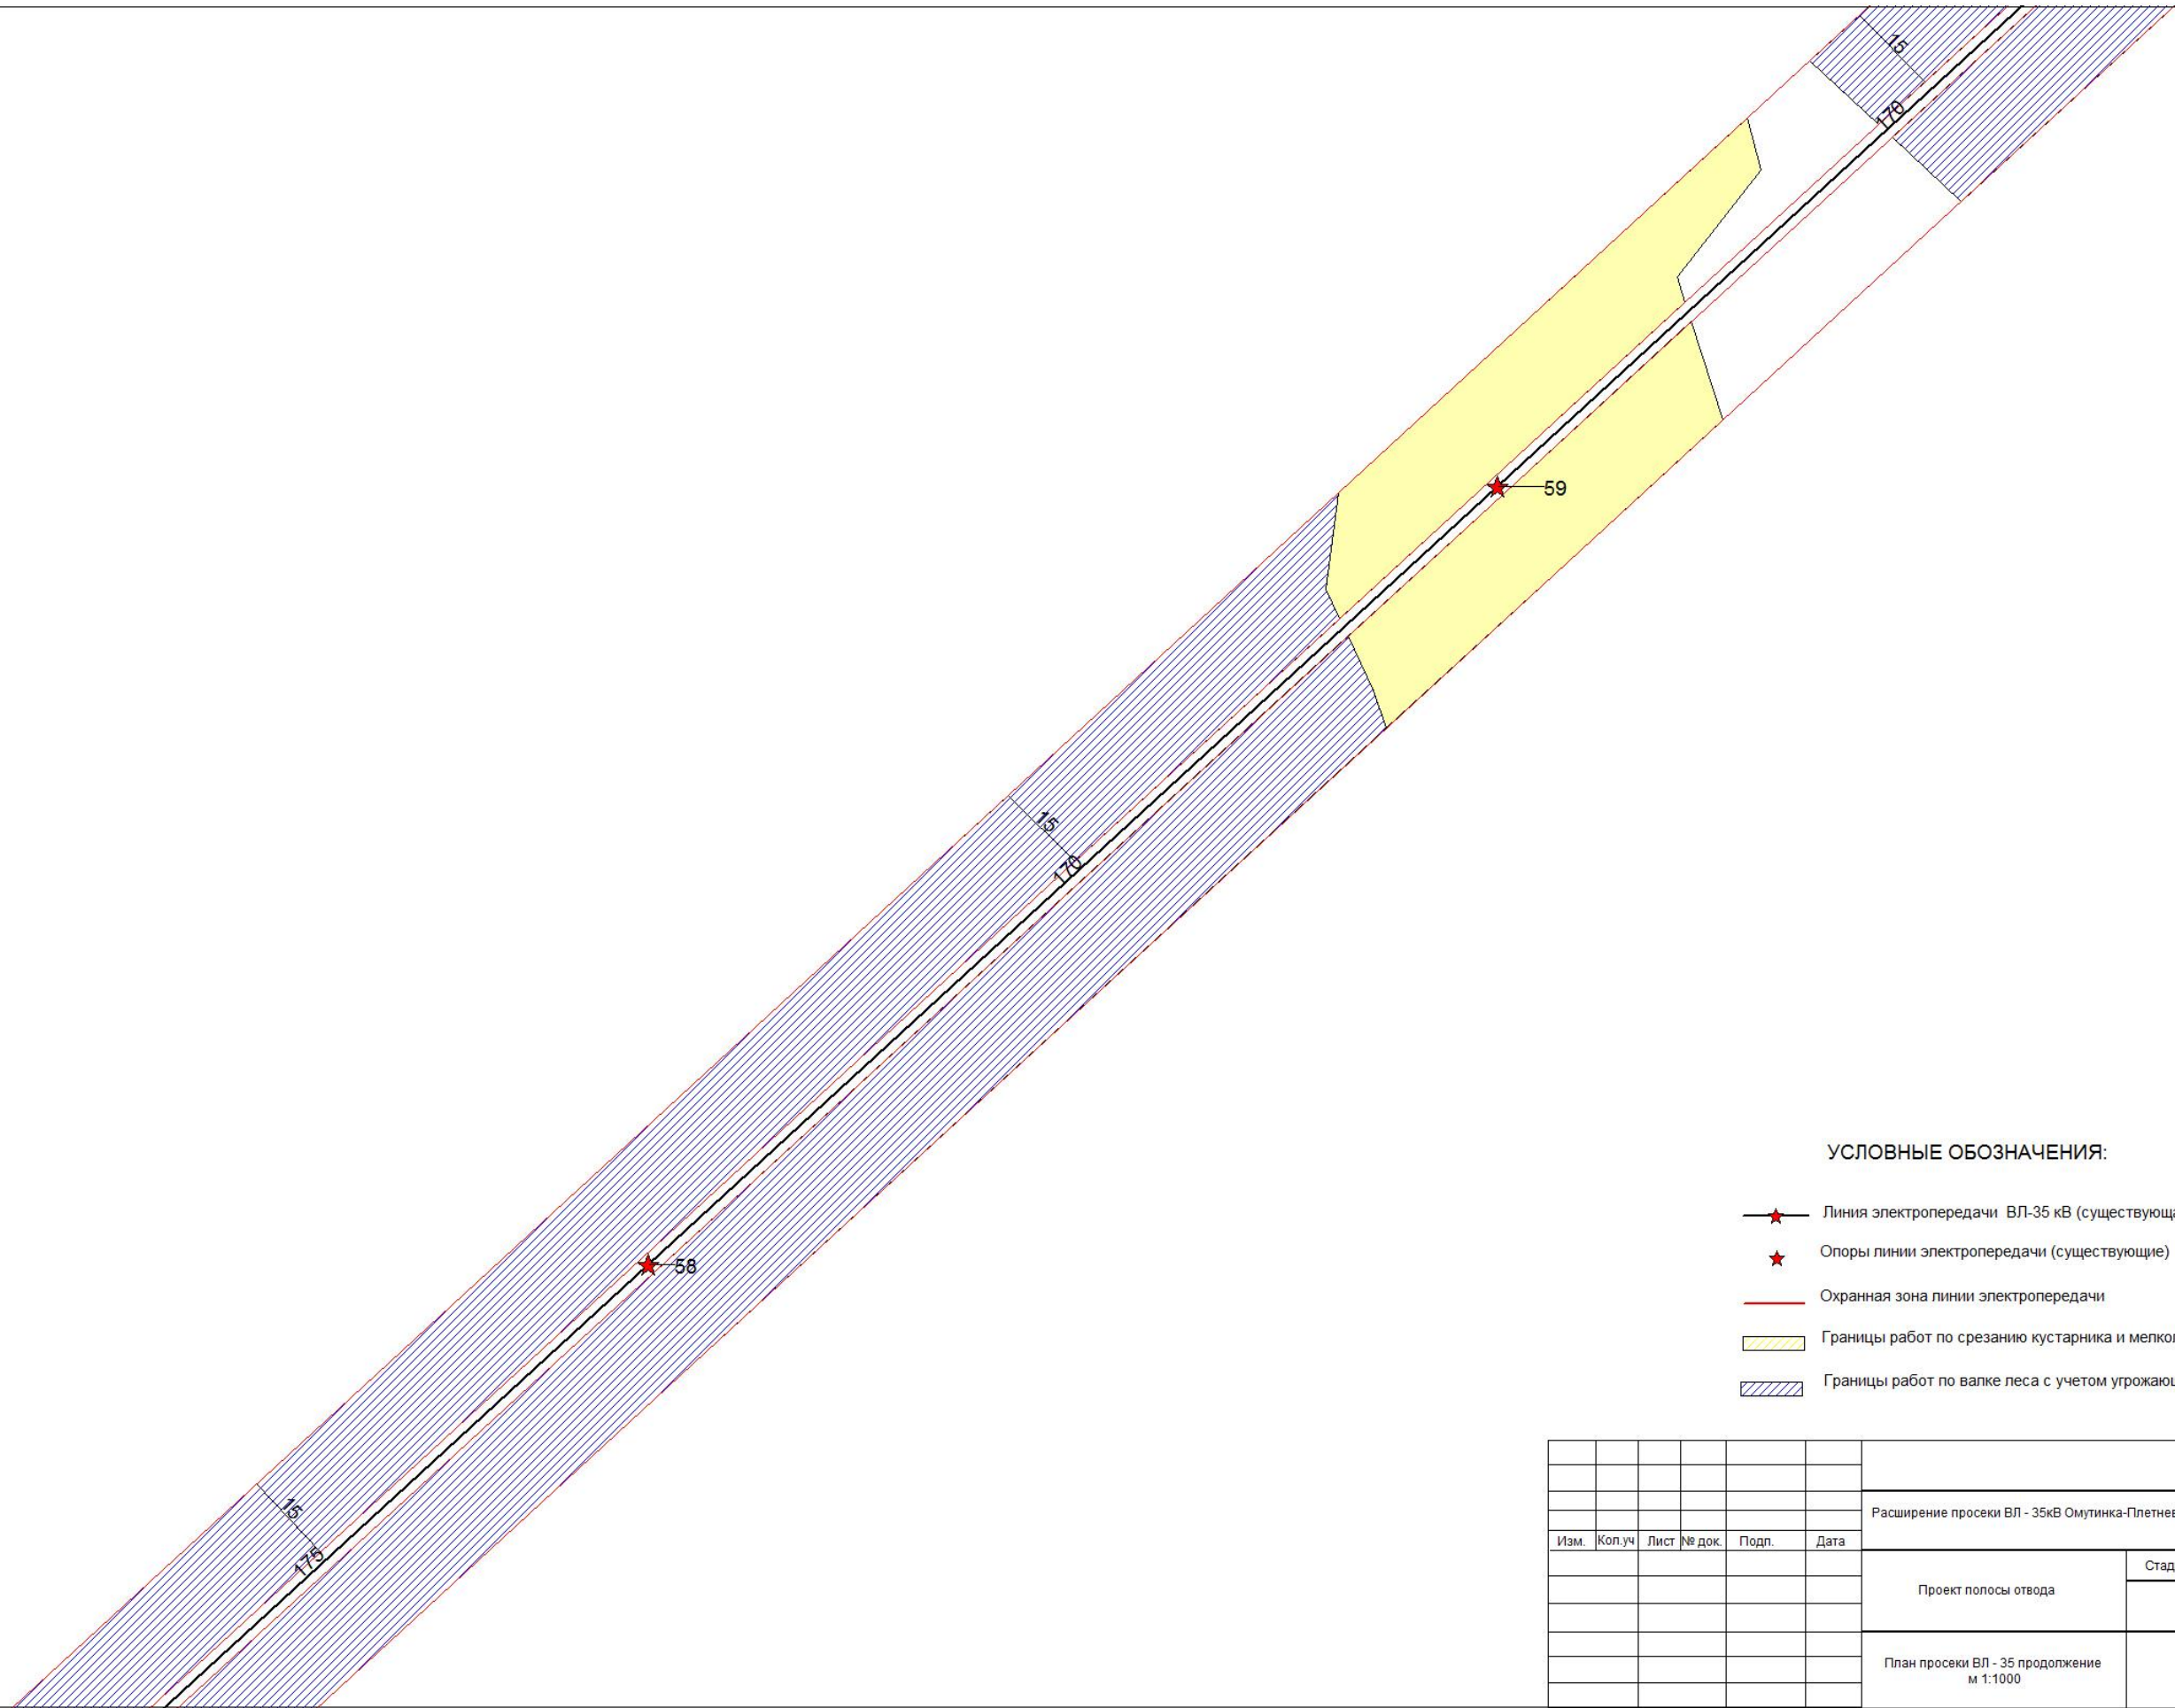 15
170
59
15
170
58
15
175
УСЛОВНЫЕ ОБОЗНАЧЕНИЯ:
Линия электропередачи ВЛ-35 кВ (существующа
Опоры линии электропередачи (существующие)
Охранная зона линии электропередачи
Границы работ по срезанию кустарника и мелкол
Границы работ по валке леса с учетом угрожающ
Расширение просеки ВЛ - 35кВ Омутинка-Плетнев
Изм. Кол.уч Лист № док. Подп. Дата
Стад
Проект полосы отвода
План просеки ВЛ - 35 продолжение
м 1:1000